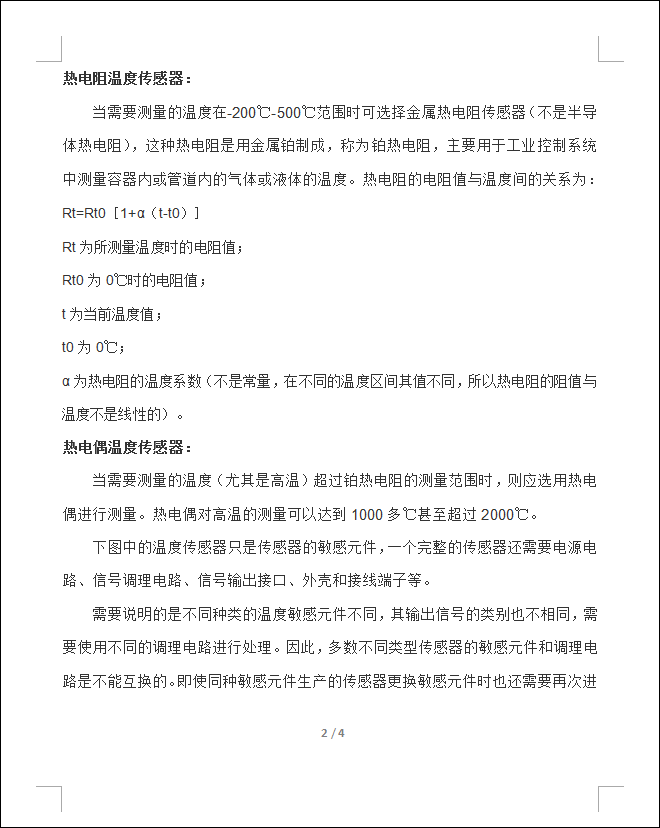 热电阻温度传感器：
当需要测量的温度在-200℃-500℃范围时可选择金属热电阻传感器（不是半导
体热电阻），这种热电阻是用金属铂制成，称为铂热电阻，主要用于工业控制系统
中测量容器内或管道内的气体或液体的温度。热电阻的电阻值与温度间的关系为：
Rt=Rt0［1+α（t-t0）］
Rt 为所测量温度时的电阻值；
Rt0 为 0℃时的电阻值；
t 为当前温度值；
t0 为 0℃；
α 为热电阻的温度系数（不是常量，在不同的温度区间其值不同，所以热电阻的阻值与
温度不是线性的）。
热电偶温度传感器：
当需要测量的温度（尤其是高温）超过铂热电阻的测量范围时，则应选用热电
偶进行测量。热电偶对高温的测量可以达到 1000 多℃甚至超过 2000℃。
下图中的温度传感器只是传感器的敏感元件，一个完整的传感器还需要电源电
路、信号调理电路、信号输出接口、外壳和接线端子等。
需要说明的是不同种类的温度敏感元件不同，其输出信号的类别也不相同，需
要使用不同的调理电路进行处理。因此，多数不同类型传感器的敏感元件和调理电
路是不能互换的。即使同种敏感元件生产的传感器更换敏感元件时也还需要再次进
2 / 4